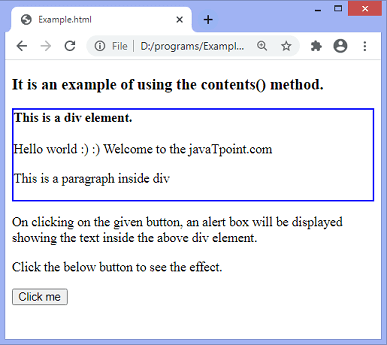 Example.html
File | D:/programs/Exampl...
It is an example of using the contents() method.
This is a div element.
Hello world :) :) Welcome to the javaTpoint.com
This is a paragraph inside div
On clicking on the given button, an alert box will be displayed
showing the text inside the above div element.
Click the below button to see the effect.
Click me